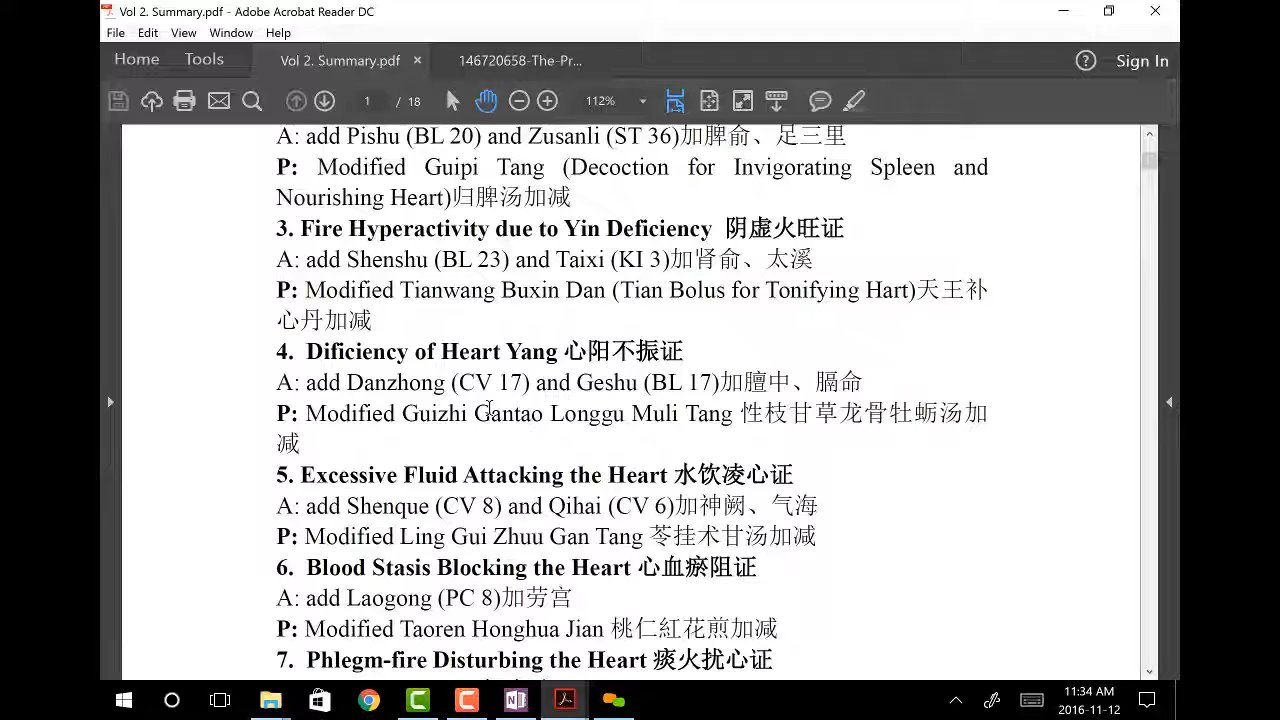 Vol 2. Summary.pdf - Adobe Acrobat Reader DC
File Edit View Window Help
Home Tools Vol 2. Summary.pdf × 146720658-The-Pr... ? Sign In
1 / 18 112%
A: add Pishu (BL 20) and Zusanli (ST 36)加脾俞、足三里
P: Modified Guipi Tang (Decoction for Invigorating Spleen and
Nourishing Heart)归脾汤加减
3. Fire Hyperactivity due to Yin Deficiency 阴虚火旺证
A: add Shenshu (BL 23) and Taixi (KI 3)加肾俞、太溪
P: Modified Tianwang Buxin Dan (Tian Bolus for Tonifying Hart)天王补
心丹加减
4. Dificiency of Heart Yang 心阳不振证
A: add Danzhong (CV 17) and Geshu (BL 17)加膻中、膈命
P: Modified Guizhi Gantao Longgu Muli Tang 性枝甘草龙骨牡蛎汤加
减
5. Excessive Fluid Attacking the Heart 水饮凌心证
A: add Shenque (CV 8) and Qihai (CV 6)加神阙、气海
P: Modified Ling Gui Zhuu Gan Tang 苓挂术甘汤加减
6. Blood Stasis Blocking the Heart 心血瘀阻证
A: add Laogong (PC 8)加劳宫
P: Modified Taoren Honghua Jian 桃仁紅花煎加减
7. Phlegm-fire Disturbing the Heart 痰火扰心证
11:34 AM
2016-11-12